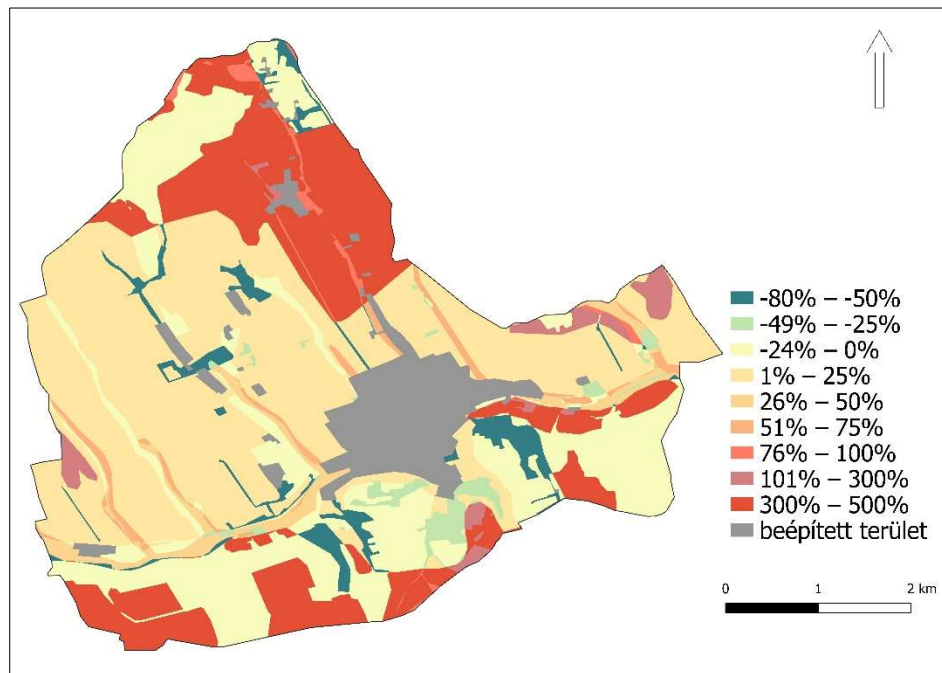 -80% – -50%
-49% – -25%
-24% – 0%
1% – 25%
26% – 50%
51% – 75%
76% – 100%
101% – 300%
300% – 500%
beépített terület
0 1 2 km